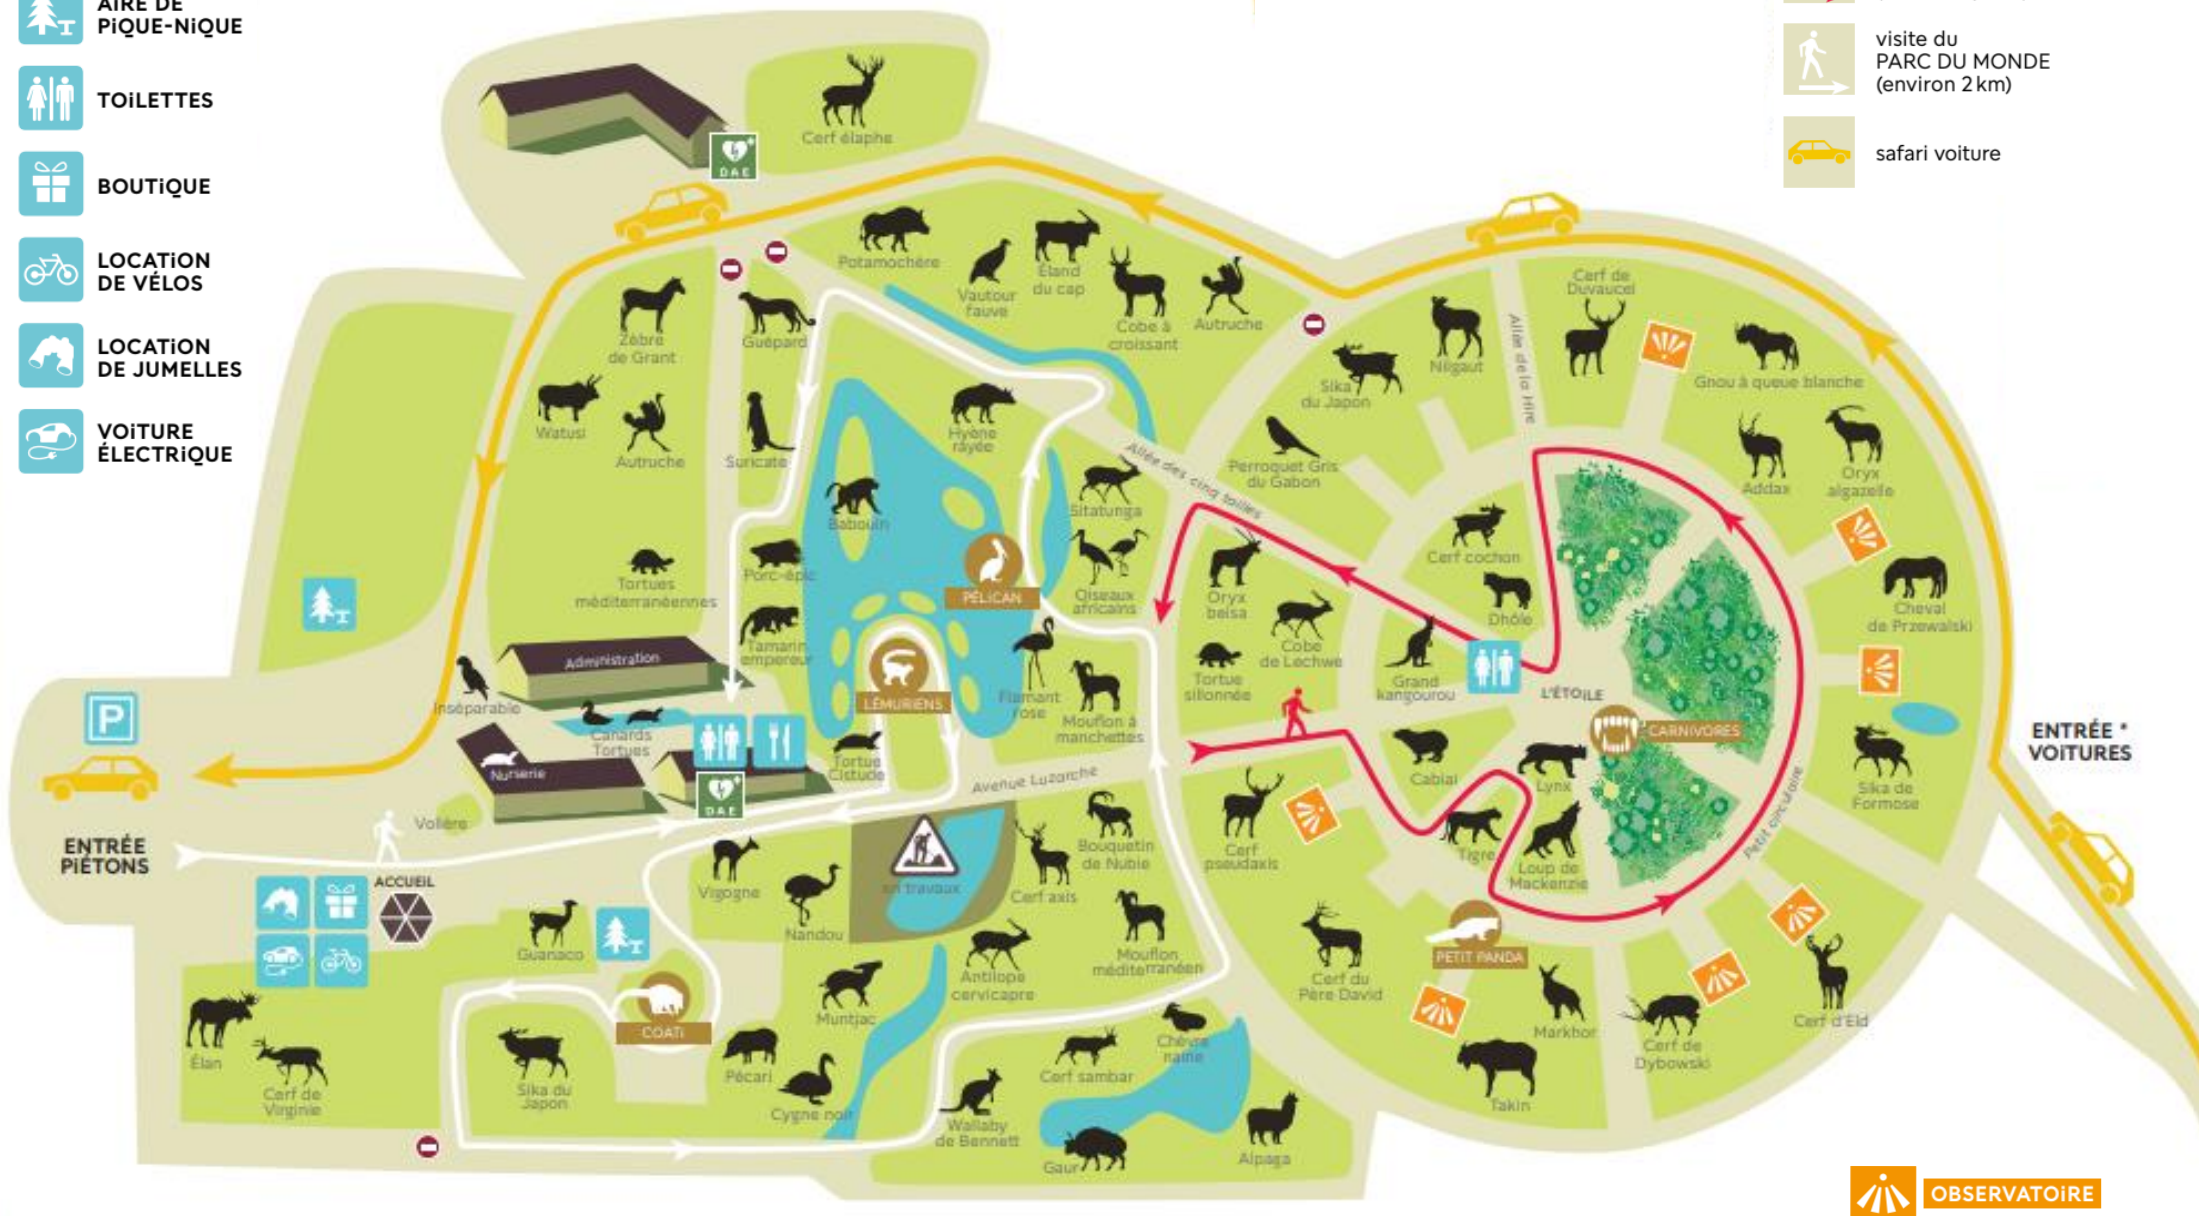 AIRE DE
PiQUE-NiQUE
TOiLETTES
BOUTiQUE
LOCATiON
DE VÉLOS
LOCATiON
DE JUMELLES
VOiTURE
ÉLECTRiQUE
visite du
PARC DU MONDE
(environ 2 km)
safari voiture
Cerf élaphe
DAE
Potamochère
Vautour
fauve
Éland
du cap
Cobe à
croissant
Autruche
Zèbre
de Grant
Guépard
Watusi
Autruche
Suricate
Hyène
rayée
Babouin
Sitatunga
Allée des cinq tailles
Perroquet Gris
du Gabon
Sika
du Japon
Nilgaut
Allée de la Hire
Cerf de
Duvaucel
Gnou à queue blanche
Addax
Oryx
algazelle
Cheval
de Przewalski
Sika de
Formose
ENTRÉE *
VOITURES
Tortues
méditerranéennes
Porc-épic
Tamarin
empereur
PÉLICAN
Oiseaux
africains
Oryx
beisa
Cobe
de Lechwe
Tortue
sillonnée
Cerf cochon
Dhole
Grand
kangourou
L'ÉTOiLE
CARNIVORES
Petit circulaire
Administration
Inséparable
Canards
Tortues
Nurserie
Volière
DAE
LÉMURIENS
Tortue
Cistude
Flamant
rose
Mouflon à
manchettes
Avenue Luzarche
P
ENTRÉE
PiÉTONS
ACCUEIL
Vigogne
Nandou
en travaux
Cerf axis
Bouquetin
de Nubie
Mouflon
méditerranéen
Antilope
cervicapre
Guanaco
COATi
Élan
Cerf de
Virginie
Sika du
Japon
Pécari
Muntjac
Cygne noir
Wallaby
de Bennett
Cerf sambar
Chèvre
naine
Gaur
Alpaga
Cerf
pseudaxis
Cabiai
Lynx
Tigre
Loup de
Mackenzie
Cerf du
Père David
PETIT PANDA
Markhor
Takin
Cerf de
Dybowski
Cerf d'Eld
OBSERVATOiRE